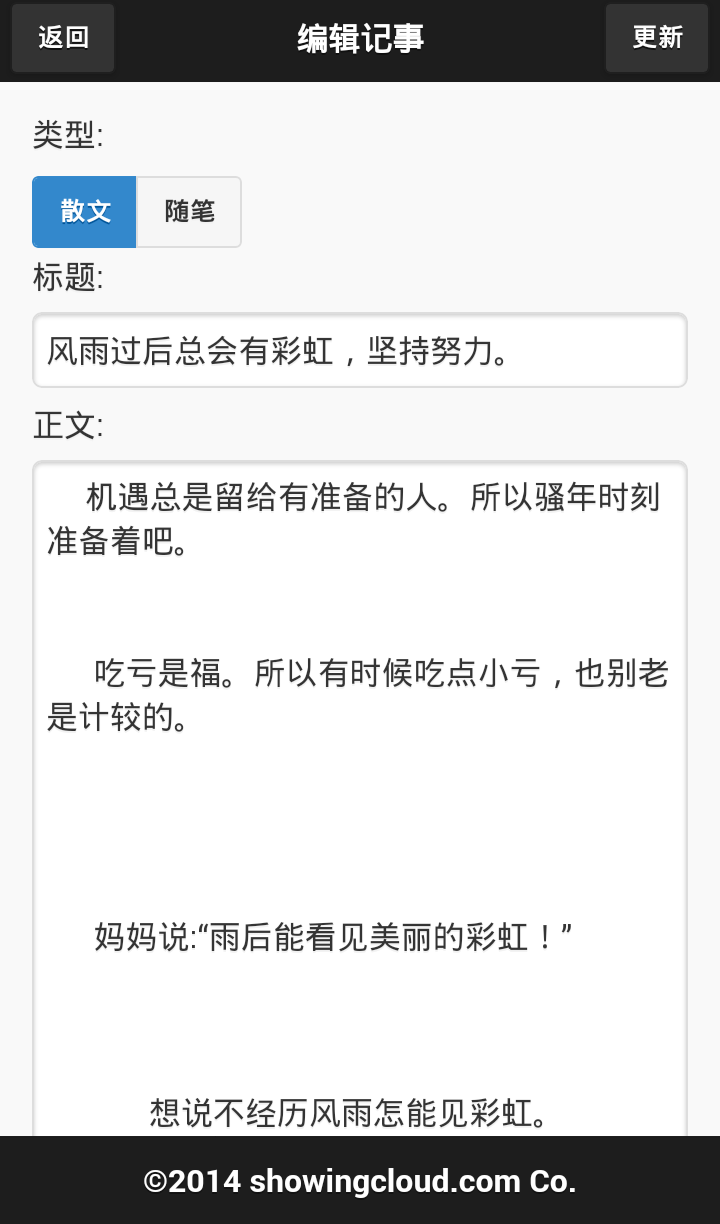 返回 编辑记事 更新
类型:
散文 随笔
标题:
风雨过后总会有彩虹，坚持努力。
正文:
机遇总是留给有准备的人。所以骚年时刻
准备着吧。
吃亏是福。所以有时候吃点小亏，也别老
是计较的。
妈妈说:“雨后能看见美丽的彩虹！”
想说不经历风雨怎能见彩虹。
©2014 showingcloud.com Co.